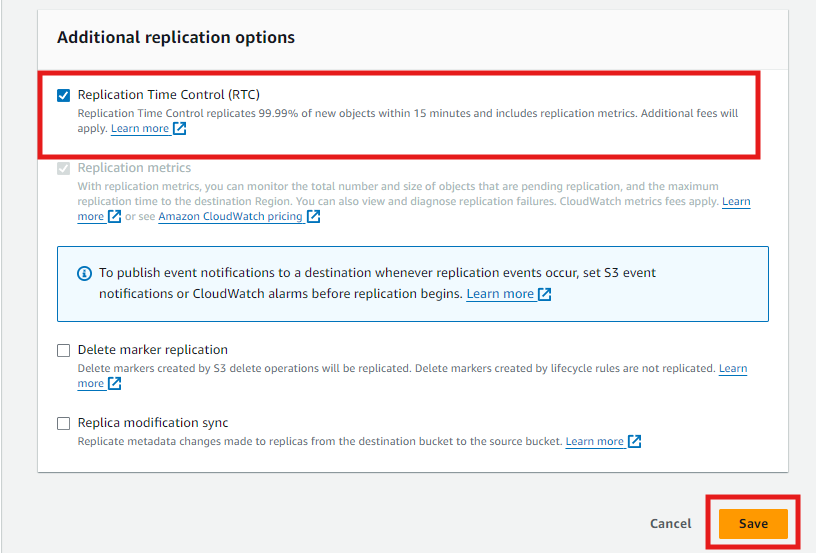 Additional replication options
Replication Time Control (RTC)
Replication Time Control replicates 99.99% of new objects within 15 minutes and includes replication metrics. Additional fees will
apply. Learn more
Replication metrics
With replication metrics, you can monitor the total number and size of objects that are pending replication, and the maximum
replication time to the destination Region. You can also view and diagnose replication failures. CloudWatch metrics fees apply. Learn
more or see Amazon CloudWatch pricing
To publish event notifications to a destination whenever replication events occur, set S3 event
notifications or CloudWatch alarms before replication begins. Learn more
Delete marker replication
Delete markers created by S3 delete operations will be replicated. Delete markers created by lifecycle rules are not replicated. Learn
more
Replica modification sync
Replicate metadata changes made to replicas from the destination bucket to the source bucket. Learn more
Cancel Save